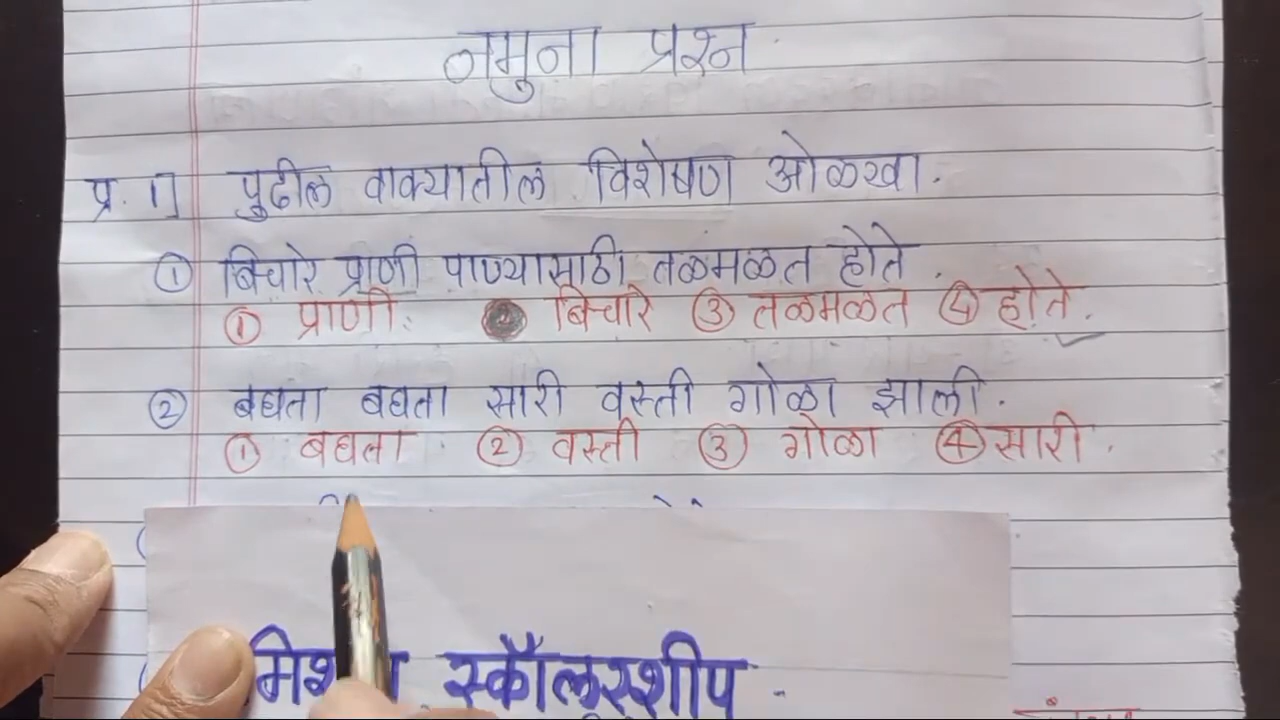 नमुना प्रश्न.
प्र. 1] पुढील वाक्यातील विशेषण ओळखा.
① बिचारे प्राणी पाण्यासाठी तळमळत होते.
① प्राणी. ② बिचारे ③ तळमळत ④ होते.
② बघता बघता सारी वस्ती गोळा झाली.
① बघता ② वस्ती ③ गोळा ④ सारी.
स्कॉलरशीप